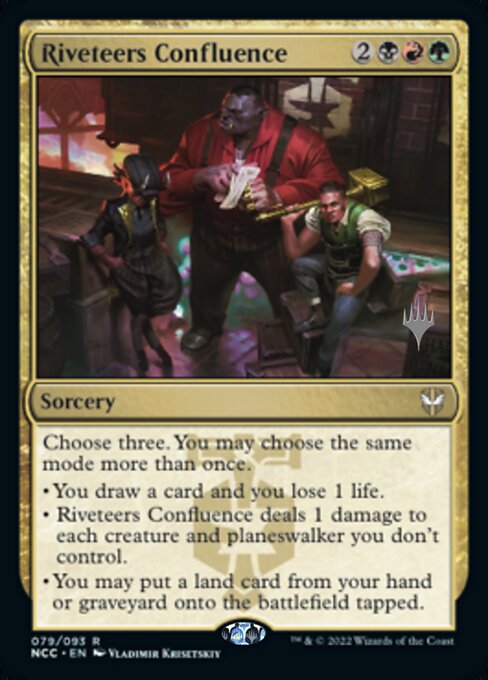 Riveteers Confluence 2
Sorcery
Choose three. You may choose the same
mode more than once.
•You draw a card and you lose 1 life.
• Riveteers Confluence deals 1 damage to
each creature and planeswalker you don't
control.
•You may put a land card from your hand
or graveyard onto the battlefield tapped.
079/093 R
NCC • EN Vladimir Krisetskiy
™ & © 2022 Wizards of the Coast